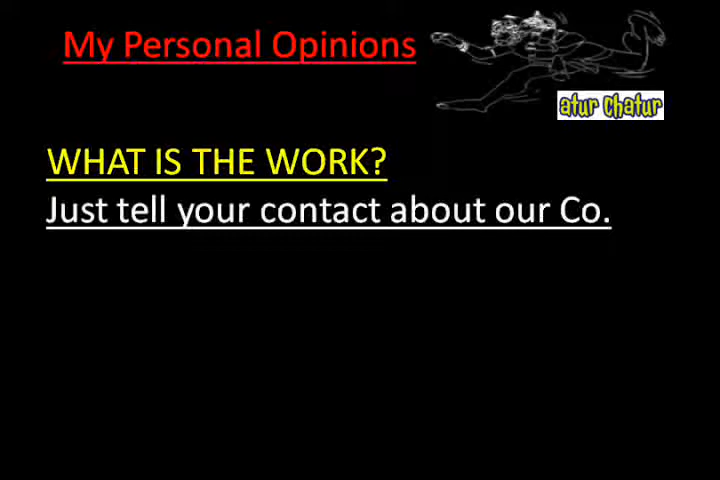 My Personal Opinions
atur chatur
WHAT IS THE WORK?
Just tell your contact about our Co.